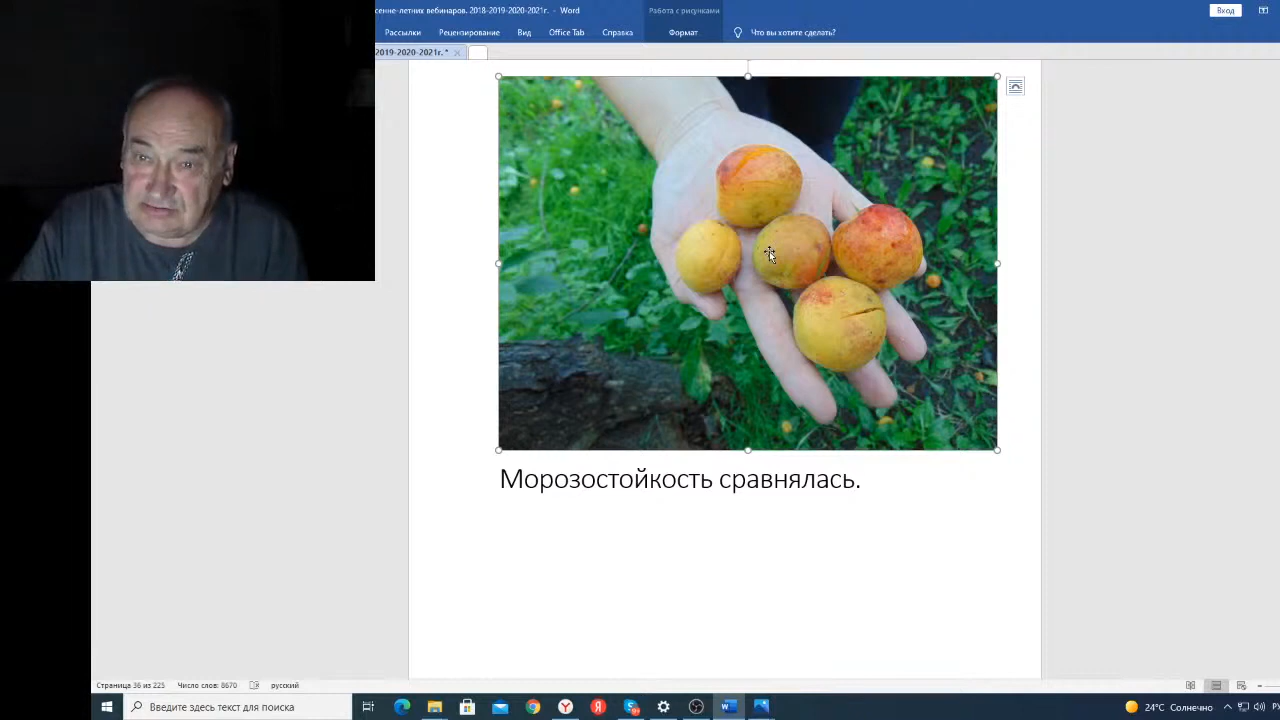 сенне-летних вебинаров. 2018-2019-2020-2021г. - Word
Работа с рисунками
Вход
Рассылки Рецензирование Вид Office Tab Справка Формат Что вы хотите сделать?
2019-2020-2021г. *
Морозостойкость сравнялась.
Страница 36 из 225 Число слов: 8670 русский
Введите здесь текст для поиска
24°C Солнечно